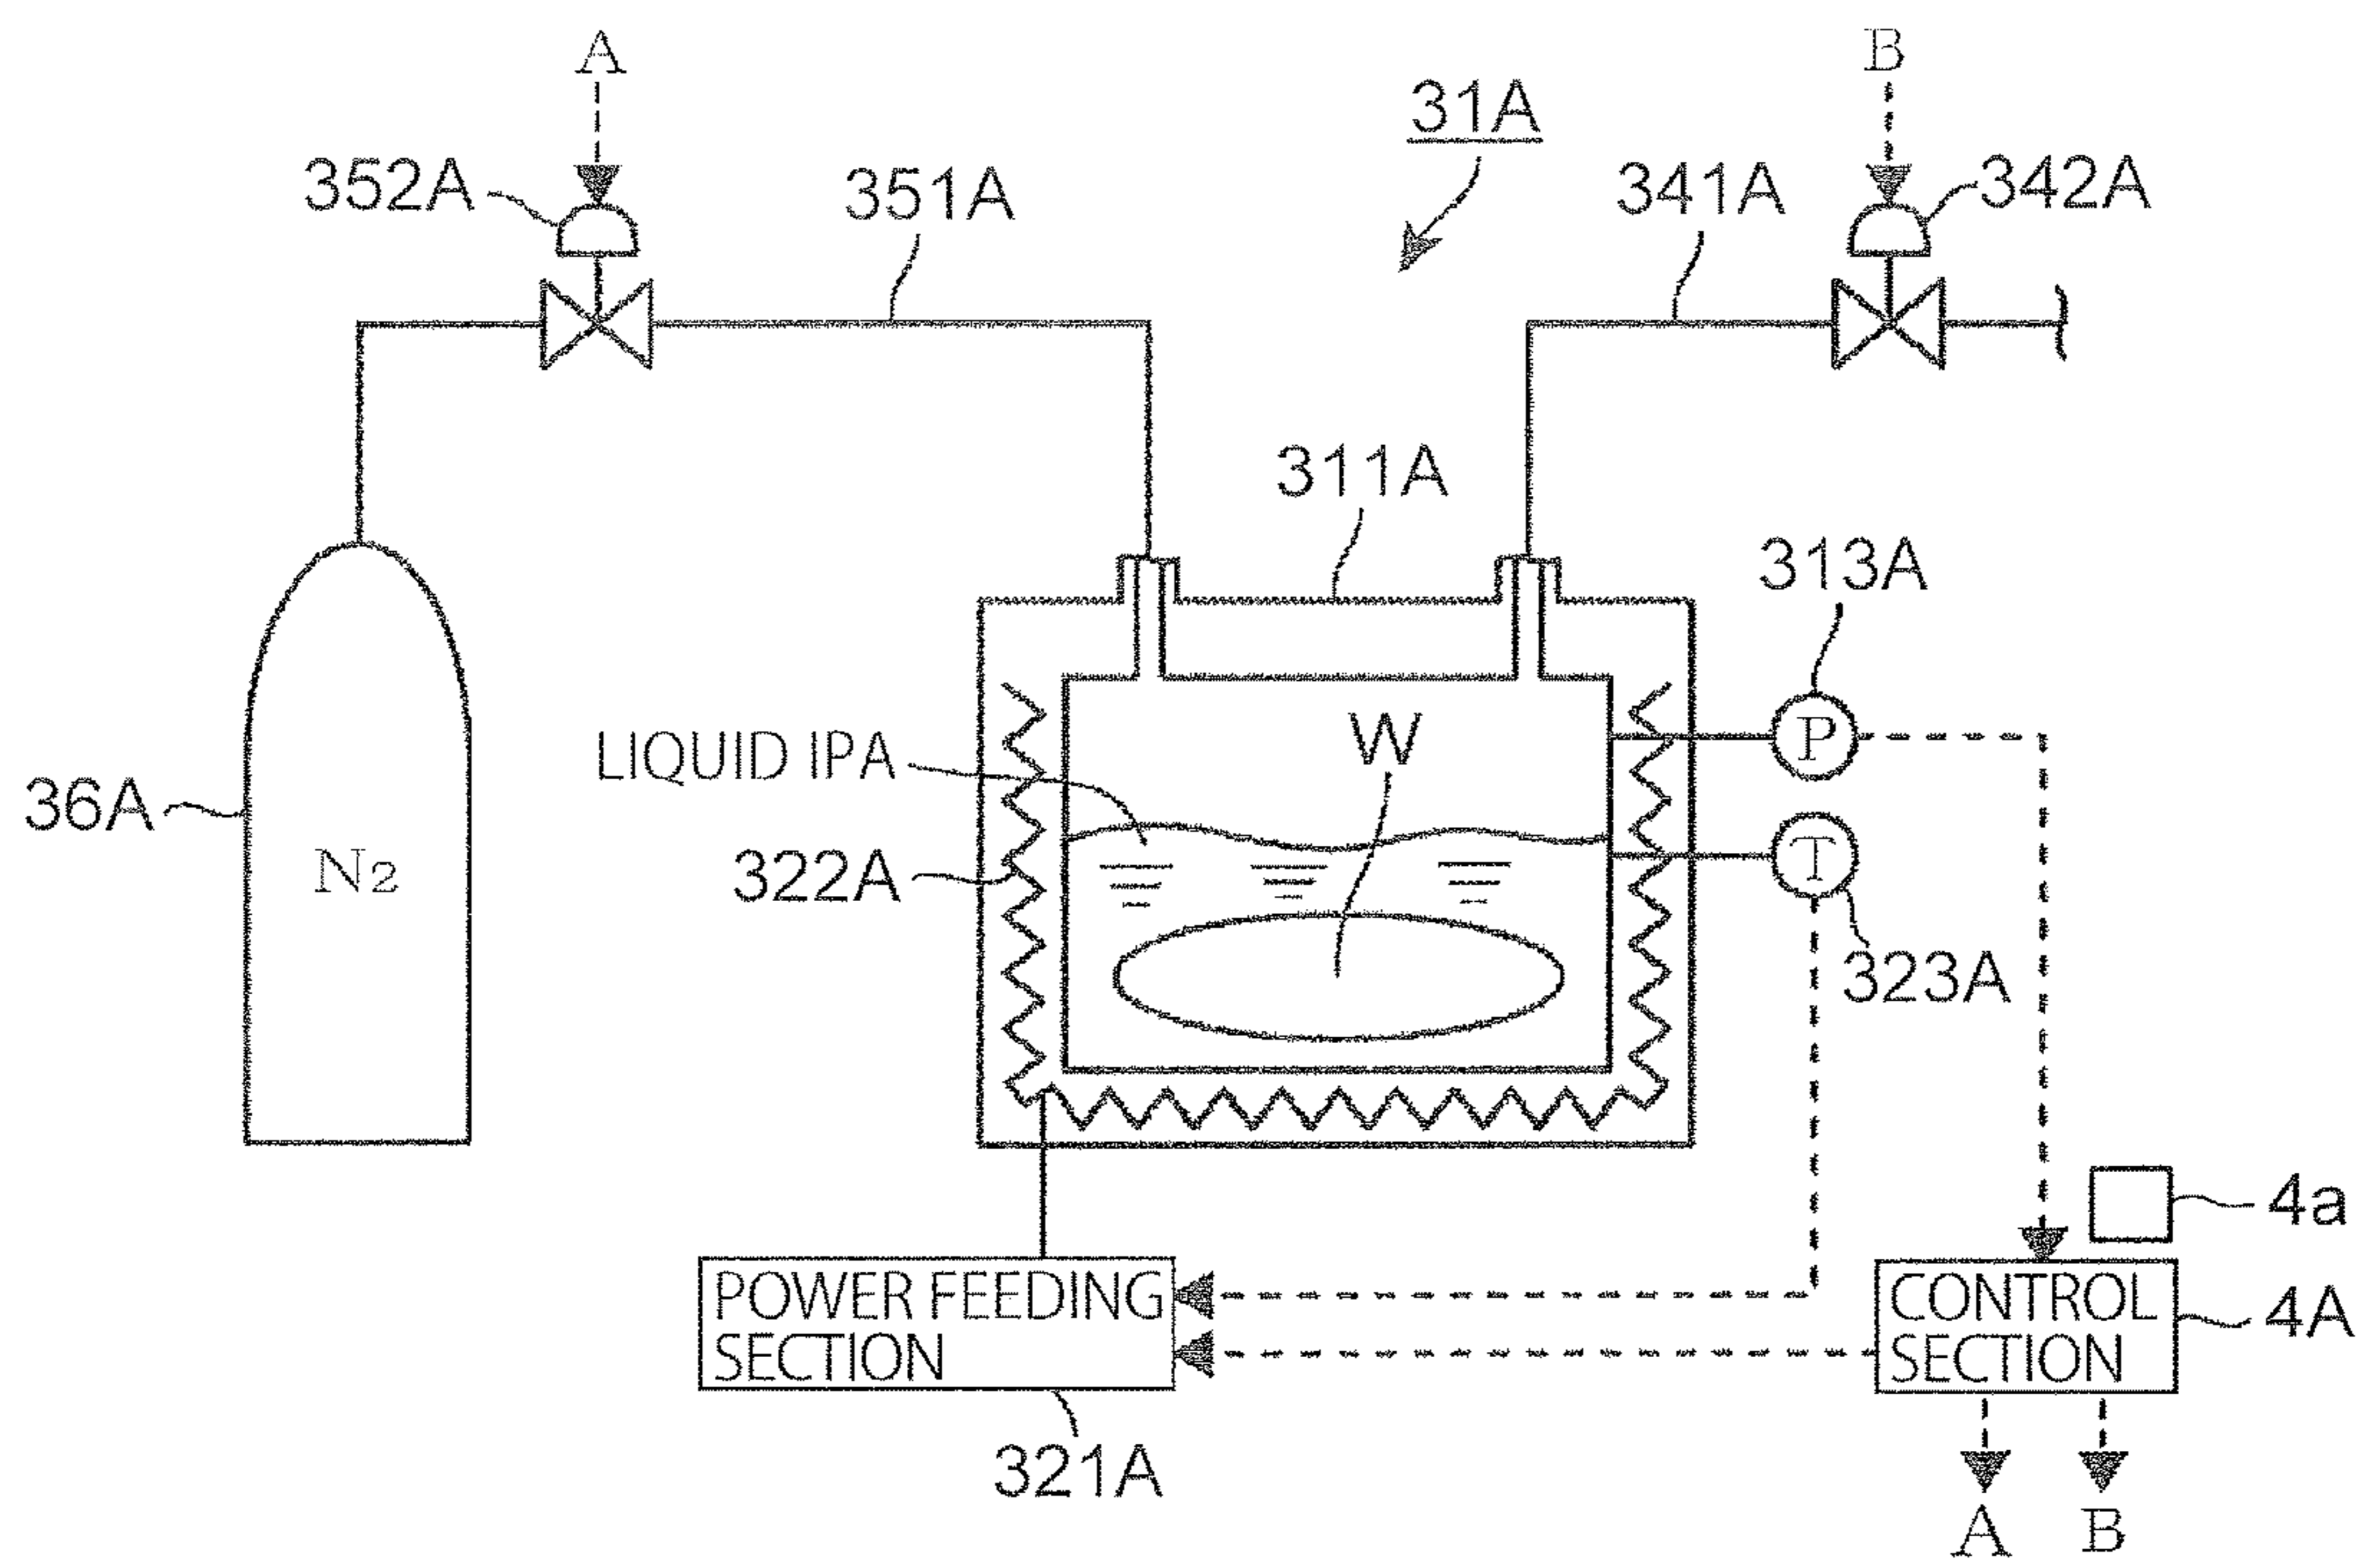 A
B
31A
352A
351A
341A
342A
311A
313A
P
LIQUID IPA
W
36A
N2
322A
T
323A
4a
POWER FEEDING
SECTION
CONTROL
SECTION
4A
321A
A
B